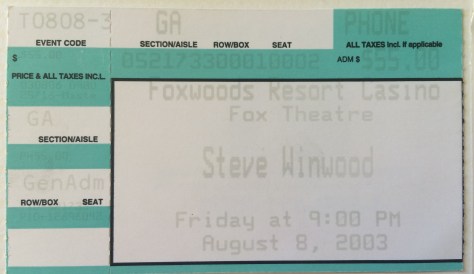 T0808-3 GA PHONE
EVENT CODE SECTION/AISLE ROW/BOX SEAT ALL TAXES Incl. if applicable
$ 052173300010002 ADM $ $55.00
PRICE & ALL TAXES INCL. Foxwoods Resort Casino
GA Fox Theatre
SECTION/AISLE
Steve Winwood
GenAdm
ROW/BOX SEAT
Friday at 9:00 PM
August 8, 2003